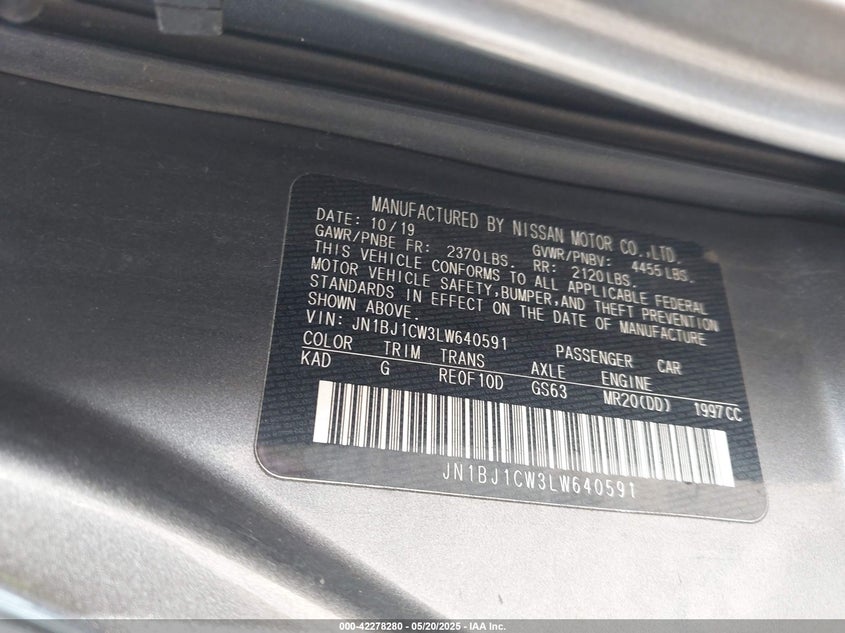 MANUFACTURED BY NISSAN MOTOR CO.,LTD.
DATE: 10/19 GVWR/PNBV: 4455LBS.
GAWR/PNBE FR: 2370LBS. RR: 2120LBS.
THIS VEHICLE CONFORMS TO ALL APPLICABLE FEDERAL
MOTOR VEHICLE SAFETY,BUMPER,AND THEFT PREVENTION
STANDARDS IN EFFECT ON THE DATE OF MANUFACTURE
SHOWN ABOVE.
VIN: JN1BJ1CW3LW640591 PASSENGER CAR
COLOR TRIM TRANS AXLE ENGINE
KAD G RE0F10D GS63 MR20(DD) 1997CC
JN1BJ1CW3LW640591
000-42278280 — 05/20/2025 — IAA Inc.